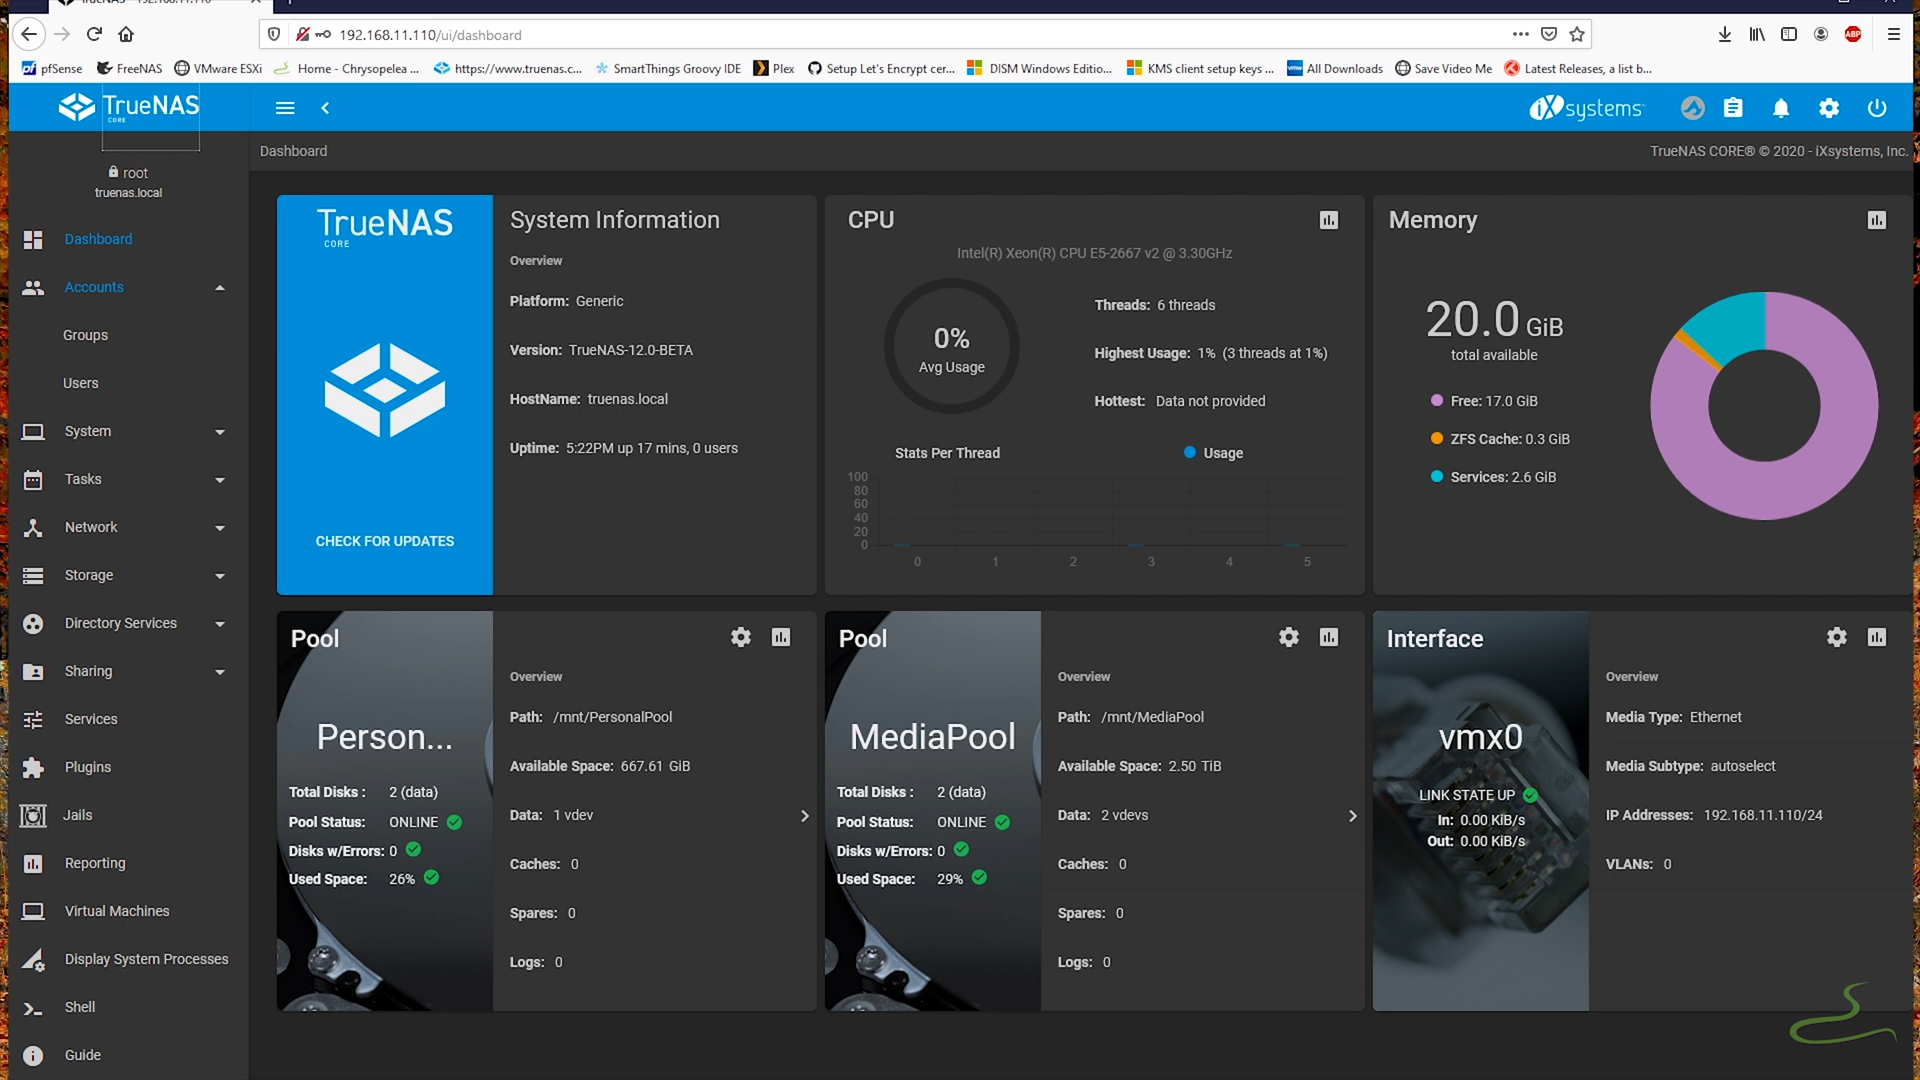 TrueNAS - 192.168.11.110
192.168.11.110/ui/dashboard
pfSense FreeNAS VMware ESXi Home - Chrysopelea ... https://www.truenas.c... SmartThings Groovy IDE Plex Setup Let's Encrypt cer... DISM Windows Editio... KMS client setup keys ... All Downloads Save Video Me Latest Releases, a list b...
ABP
TrueNAS
CORE
iXsystems
root
truenas.local
Dashboard
TrueNAS CORE® © 2020 - iXsystems, Inc.
Dashboard
Accounts
Groups
Users
System
Tasks
Network
Storage
Directory Services
Sharing
Services
Plugins
Jails
Reporting
Virtual Machines
Display System Processes
Shell
Guide
TrueNAS
CORE
CHECK FOR UPDATES
System Information
Overview
Platform: Generic
Version: TrueNAS-12.0-BETA
HostName: truenas.local
Uptime: 5:22PM up 17 mins, 0 users
CPU
Intel(R) Xeon(R) CPU E5-2667 v2 @ 3.30GHz
0%
Avg Usage
Threads: 6 threads
Highest Usage: 1% (3 threads at 1%)
Hottest: Data not provided
Stats Per Thread
Usage
100
80
60
40
20
0
0 1 2 3 4 5
Memory
20.0 GiB
total available
Free: 17.0 GiB
ZFS Cache: 0.3 GiB
Services: 2.6 GiB
Pool
Person...
Total Disks : 2 (data)
Pool Status: ONLINE
Disks w/Errors: 0
Used Space: 26%
Overview
Path: /mnt/PersonalPool
Available Space: 667.61 GiB
Data: 1 vdev
Caches: 0
Spares: 0
Logs: 0
Pool
MediaPool
Total Disks : 2 (data)
Pool Status: ONLINE
Disks w/Errors: 0
Used Space: 29%
Overview
Path: /mnt/MediaPool
Available Space: 2.50 TiB
Data: 2 vdevs
Caches: 0
Spares: 0
Logs: 0
Interface
vmx0
LINK STATE UP
In: 0.00 KiB/s
Out: 0.00 KiB/s
Overview
Media Type: Ethernet
Media Subtype: autoselect
IP Addresses: 192.168.11.110/24
VLANs: 0